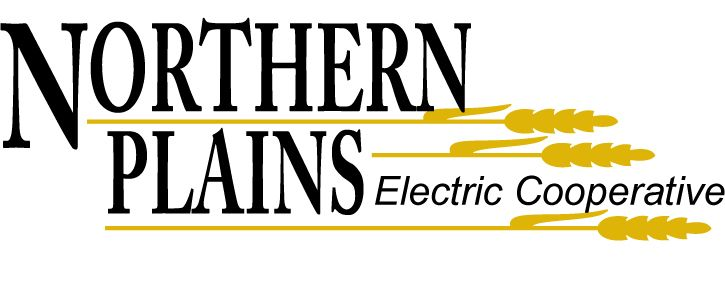 NORTHERN
PLAINS
Electric Cooperative